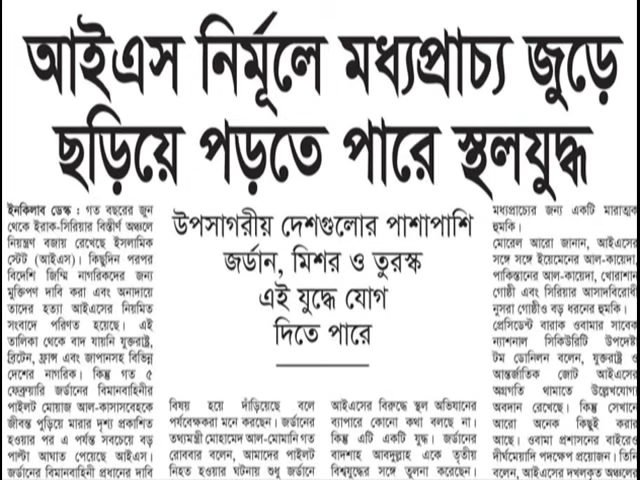 আইএস নির্মূলে মধ্যপ্রাচ্য জুড়ে
ছড়িয়ে পড়তে পারে স্থলযুদ্ধ
উপসাগরীয় দেশগুলোর পাশাপাশি
জর্ডান, মিশর ও তুরস্ক
এই যুদ্ধে যোগ
দিতে পারে
ইনকিলাব ডেস্ক : গত বছরের জুন
থেকে ইরাক-সিরিয়ার বিস্তীর্ণ অঞ্চলে
নিয়ন্ত্রণ বজায় রেখেছে ইসলামিক
স্টেট (আইএস)। কিছুদিন পরপর
বিদেশি জিম্মি নাগরিকদের জন্য
মুক্তিপণ দাবি করা এবং অনাদায়ে
তাদের হত্যা আইএসের নিয়মিত
সংবাদে পরিণত হয়েছে। এই
তালিকা থেকে বাদ যায়নি যুক্তরাষ্ট্র,
ব্রিটেন, ফ্রান্স এবং জাপানসহ বিভিন্ন
দেশের নাগরিক। কিন্তু গত ৫
ফেব্রুয়ারি জর্ডানের বিমানবাহিনীর
পাইলট মোয়াজ আল-কাসাসবেহকে
জীবন্ত পুড়িয়ে মারার দৃশ্য প্রকাশিত
হওয়ার পর এ পর্যন্ত সবচেয়ে বড়
পাল্টা আঘাত পেয়েছে আইএস।
জর্ডানের বিমানবাহিনী প্রধানের দাবি
বিষয় হয়ে দাঁড়িয়েছে বলে
পর্যবেক্ষকরা মনে করছেন। জর্ডানের
তথ্যমন্ত্রী মোহামেদ আল-মোমানি গত
রোববার বলেন, আমাদের পাইলট
নিহত হওয়ার ঘটনায় শুধু জর্ডানে
আইএসের বিরুদ্ধে স্থল অভিযানের
ব্যাপারে কোনো কথা বলছে না।
কিন্তু এটি একটি যুদ্ধ। জর্ডানের
বাদশাহ আবদুল্লাহ একে তৃতীয়
বিশ্বযুদ্ধের সঙ্গে তুলনা করেছেন।
মধ্যপ্রাচ্যের জন্য একটি মারাত্মক
হুমকি।
মোরেল আরো জানান, আইএসের
সঙ্গে সঙ্গে ইয়েমেনের আল-কায়েদা,
পাকিস্তানের আল-কায়েদা, খোরাশান
গোষ্ঠী এবং সিরিয়ার আসাদবিরোধী
নুসরা গোষ্ঠীও বড় ধরনের হুমকি।
প্রেসিডেন্ট বারাক ওবামার সাবেক
ন্যাশনাল সিকিউরিটি উপদেষ্টা
টম ডোনিলন বলেন, যুক্তরাষ্ট্র ও
আন্তর্জাতিক জোট আইএসের
অগ্রগতি থামাতে উল্লেখযোগ্য
অবদান রেখেছে। কিন্তু সেখানে
আরো অনেক কিছুই করার
আছে। ওবামা প্রশাসনের বাইরেও
দীর্ঘমেয়াদি পদক্ষেপ প্রয়োজন। তিনি
বলেন, আইএসের দখলকৃত অঞ্চলের